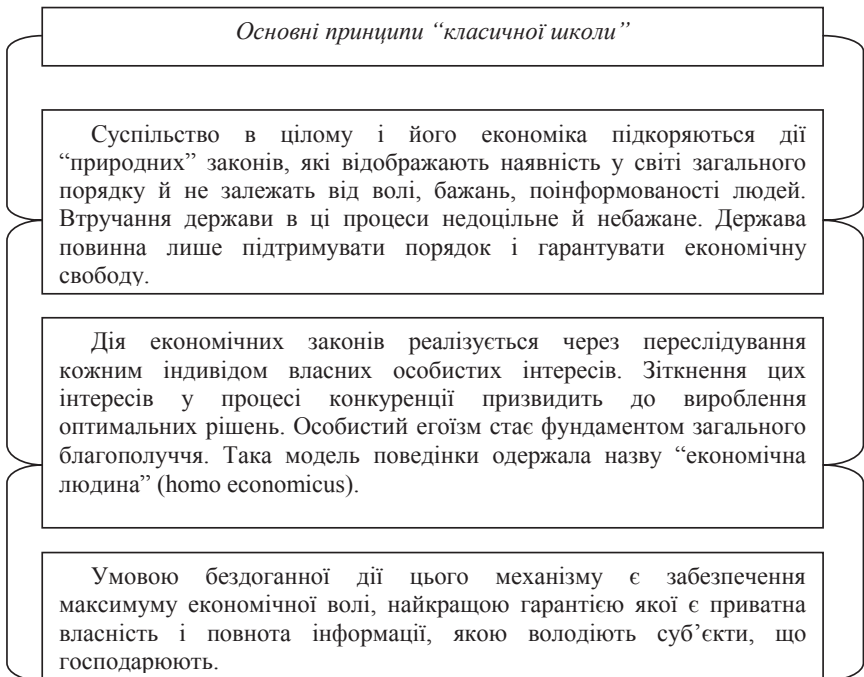 Основні принципи “класичної школи”
Суспільство в цілому і його економіка підкоряються дії
“природних” законів, які відображають наявність у світі загального
порядку й не залежать від волі, бажань, поінформованості людей.
Втручання держави в ці процеси недоцільне й небажане. Держава
повинна лише підтримувати порядок і гарантувати економічну
свободу.
Дія економічних законів реалізується через переслідування
кожним індивідом власних особистих інтересів. Зіткнення цих
інтересів у процесі конкуренції призвидить до вироблення
оптимальних рішень. Особистий егоїзм стає фундаментом загального
благополуччя. Така модель поведінки одержала назву “економічна
людина” (homo economicus).
Умовою бездоганної дії цього механізму є забезпечення
максимуму економічної волі, найкращою гарантією якої є приватна
власність і повнота інформації, якою володіють суб’єкти, що
господарюють.